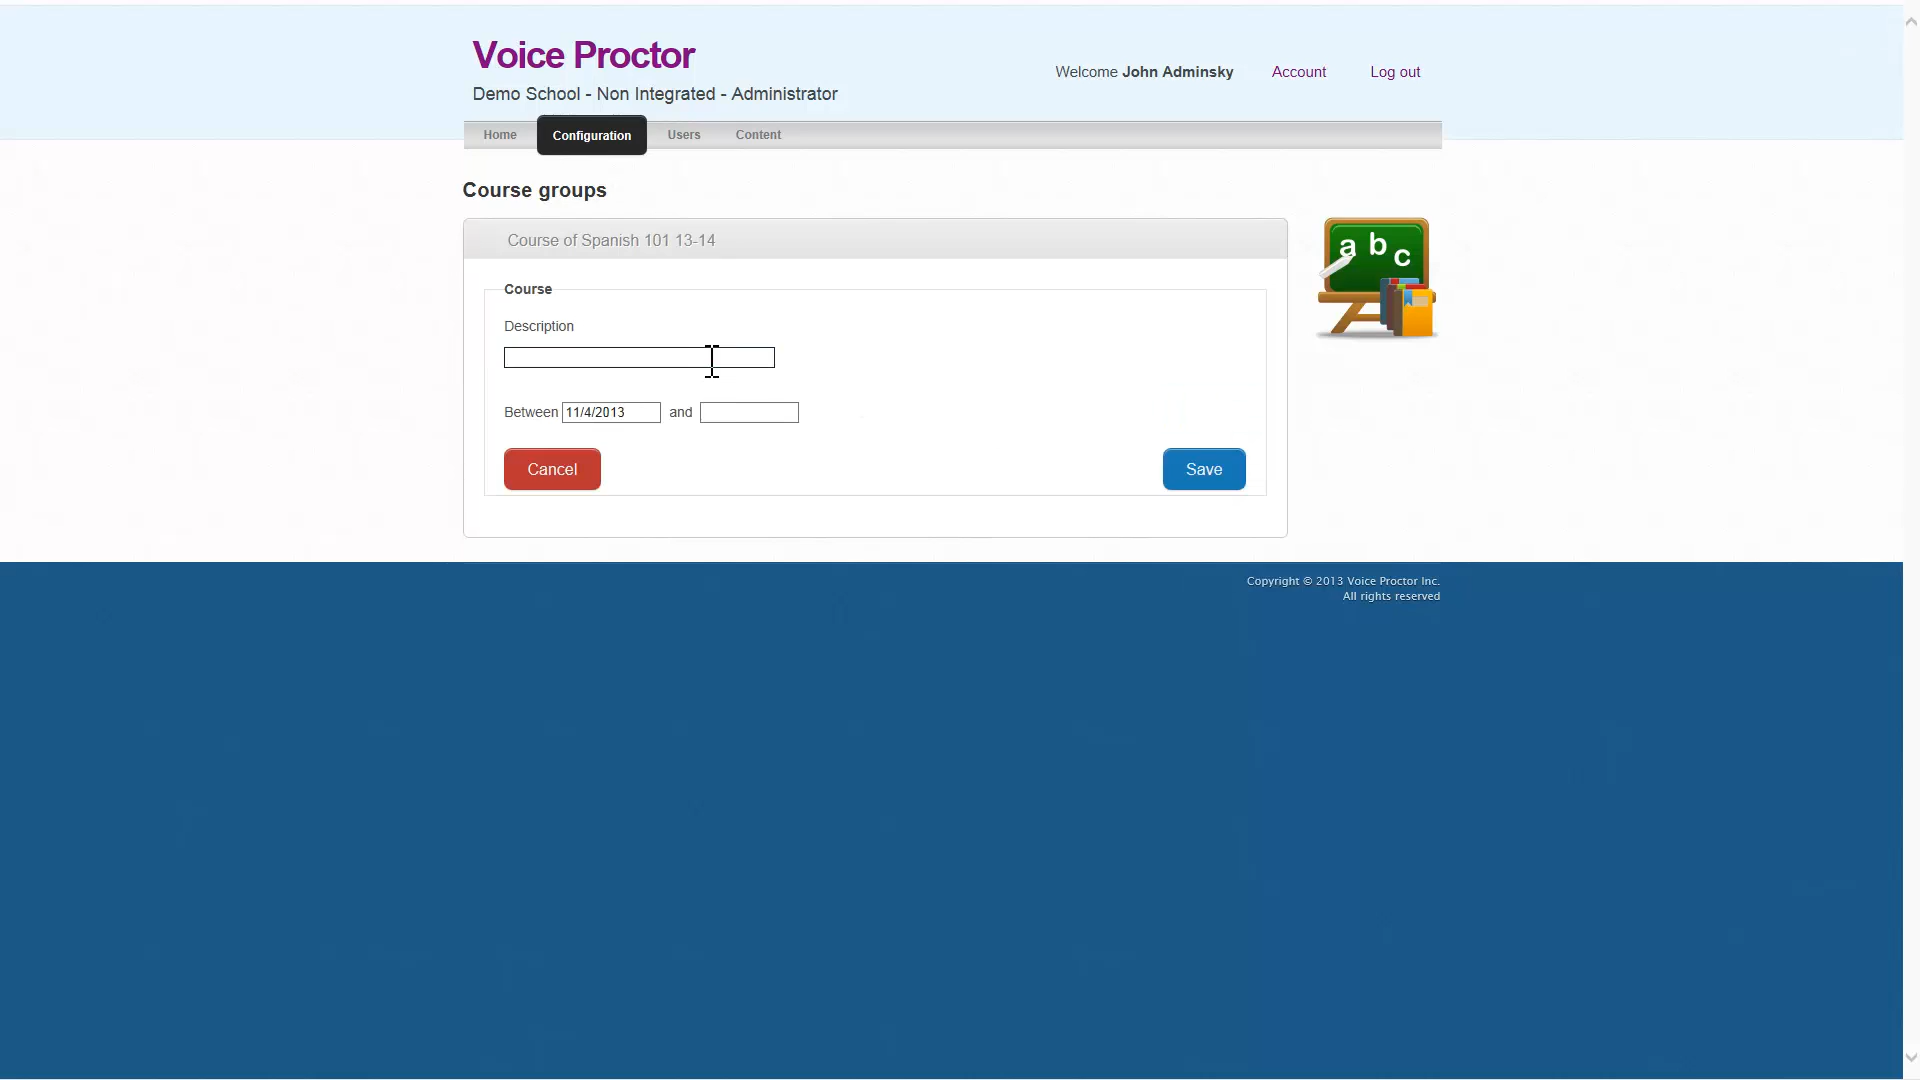 Voice Proctor
Welcome John Adminsky Account Log out
Demo School - Non Integrated - Administrator
Home Configuration Users Content
Course groups
Course of Spanish 101 13-14
a b c
Course
Description
Between 11/4/2013 and
Cancel Save
Copyright © 2013 Voice Proctor Inc.
All rights reserved